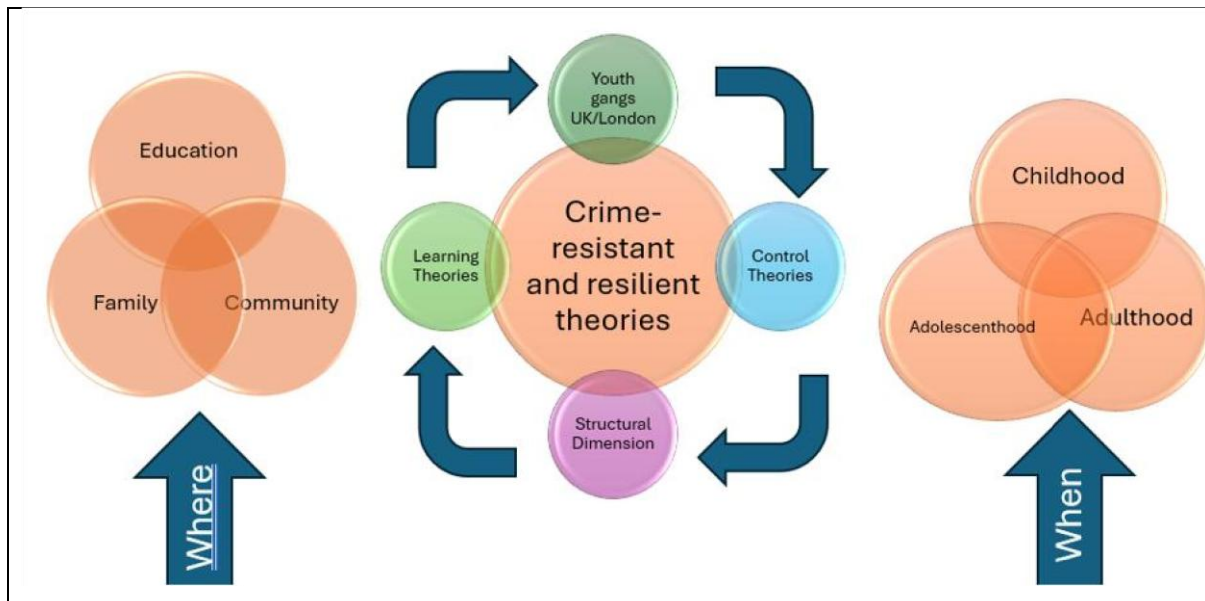 Education
Family
Community
Where
Youth
gangs
UK/London
Learning
Theories
Crime-
resistant
and resilient
theories
Control
Theories
Structural
Dimension
Childhood
Adolescenthood
Adulthood
When